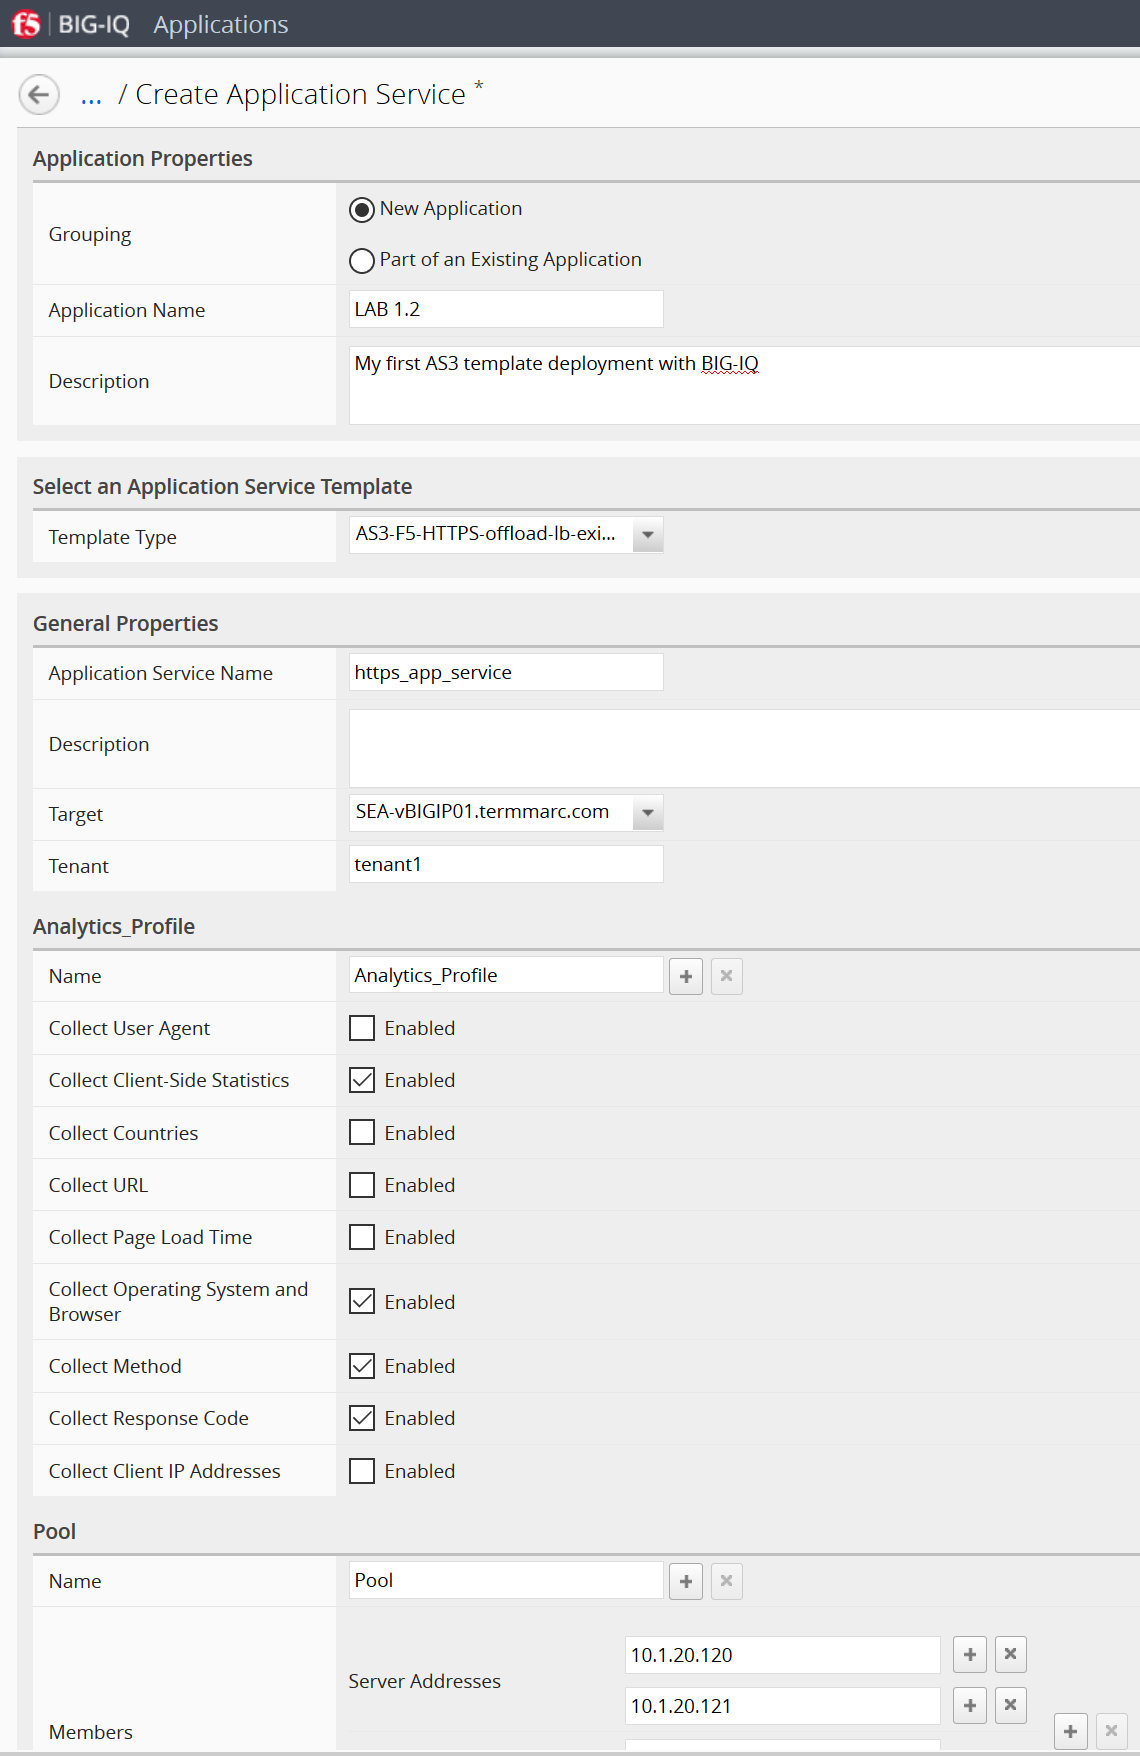 f5 BIG-IQ Applications
... / Create Application Service *
Application Properties
Grouping
New Application
Part of an Existing Application
Application Name
LAB 1.2
Description
My first AS3 template deployment with BIG-IQ
Select an Application Service Template
Template Type
AS3-F5-HTTPS-offload-lb-exi...
General Properties
Application Service Name
https_app_service
Description
Target
SEA-vBIGIP01.termmarc.com
Tenant
tenant1
Analytics_Profile
Name
Analytics_Profile
Collect User Agent
Enabled
Collect Client-Side Statistics
Enabled
Collect Countries
Enabled
Collect URL
Enabled
Collect Page Load Time
Enabled
Collect Operating System and
Browser
Enabled
Collect Method
Enabled
Collect Response Code
Enabled
Collect Client IP Addresses
Enabled
Pool
Name
Pool
Members
Server Addresses
10.1.20.120
10.1.20.121